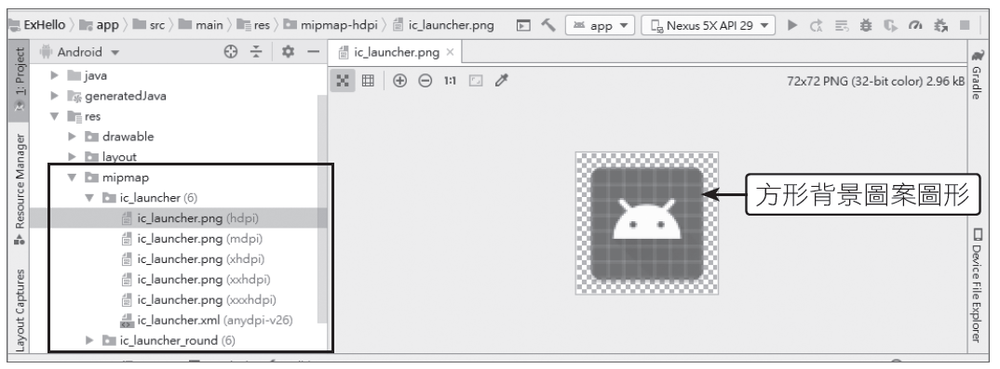 ExHello app src main res mipmap-hdpi ic_launcher.png app Nexus 5X API 29
1: Project
Resource Manager
Layout Captures
Android
java
generatedJava
res
drawable
layout
mipmap
ic_launcher (6)
ic_launcher.png (hdpi)
ic_launcher.png (mdpi)
ic_launcher.png (xhdpi)
ic_launcher.png (xxhdpi)
ic_launcher.png (xxxhdpi)
ic_launcher.xml (anydpi-v26)
ic_launcher_round (6)
ic_launcher.png
1:1
72x72 PNG (32-bit color) 2.96 kB
方形背景圖案圖形
Gradle
Device File Explorer